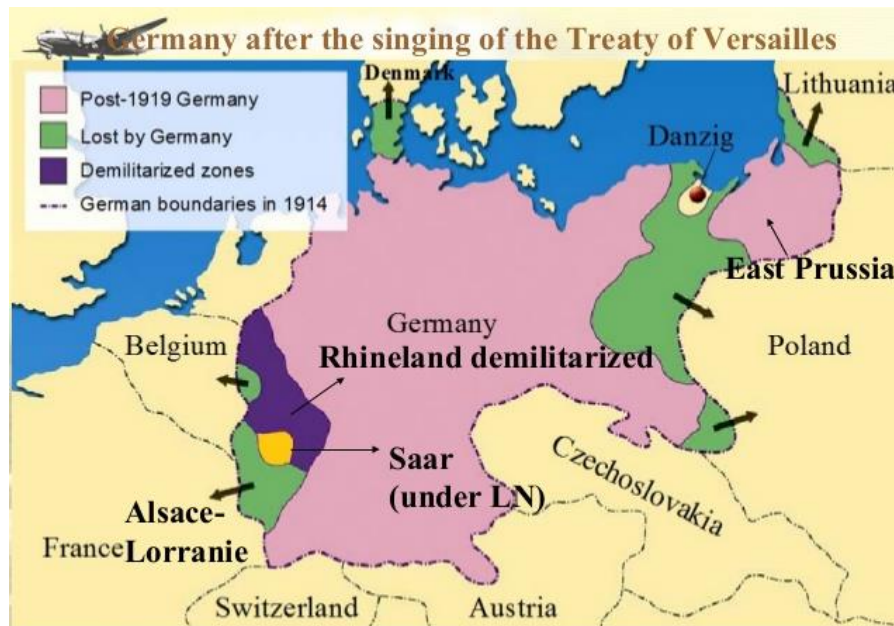 Germany after the singing of the Treaty of Versailles
Post-1919 Germany
Lost by Germany
Demilitarized zones
German boundaries in 1914
Denmark
Lithuania
Danzig
East Prussia
Germany
Belgium
Rhineland demilitarized
Poland
Saar
(under LN)
Czechoslovakia
Alsace-
Lorranie
France
Switzerland
Austria